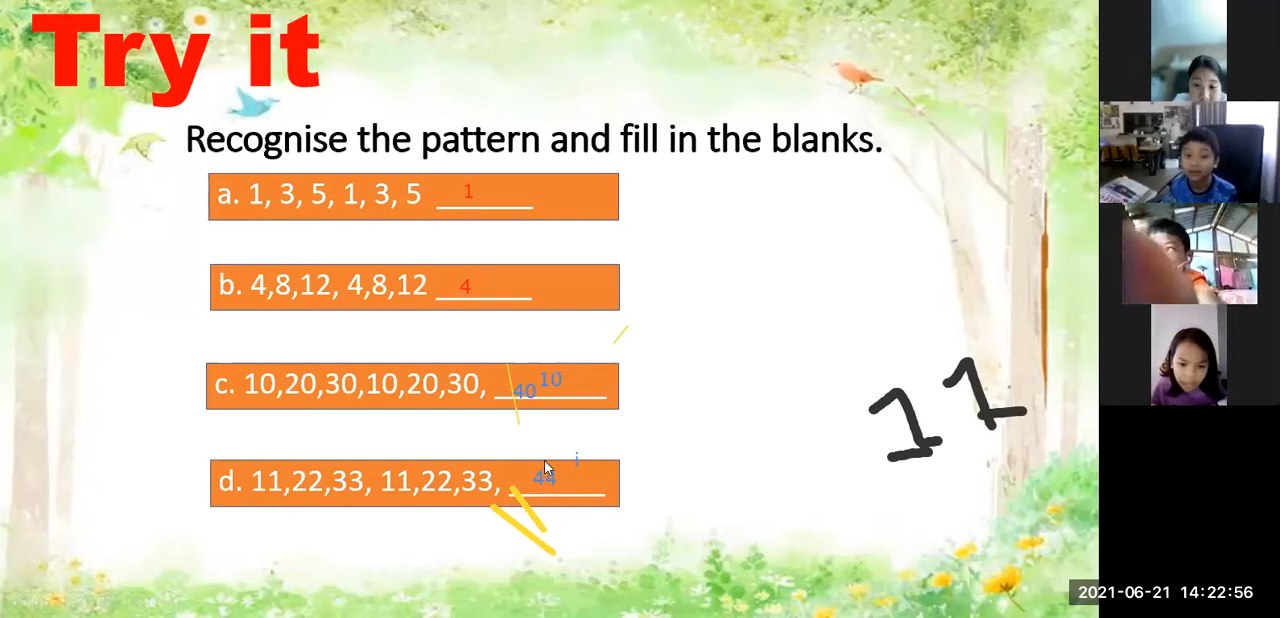 Try it
Recognise the pattern and fill in the blanks.
a. 1, 3, 5, 1, 3, 5 1
b. 4,8,12, 4,8,12 4
c. 10,20,30,10,20,30, 40 10
d. 11,22,33, 11,22,33, 44 i
11
2021-06-21 14:22:56